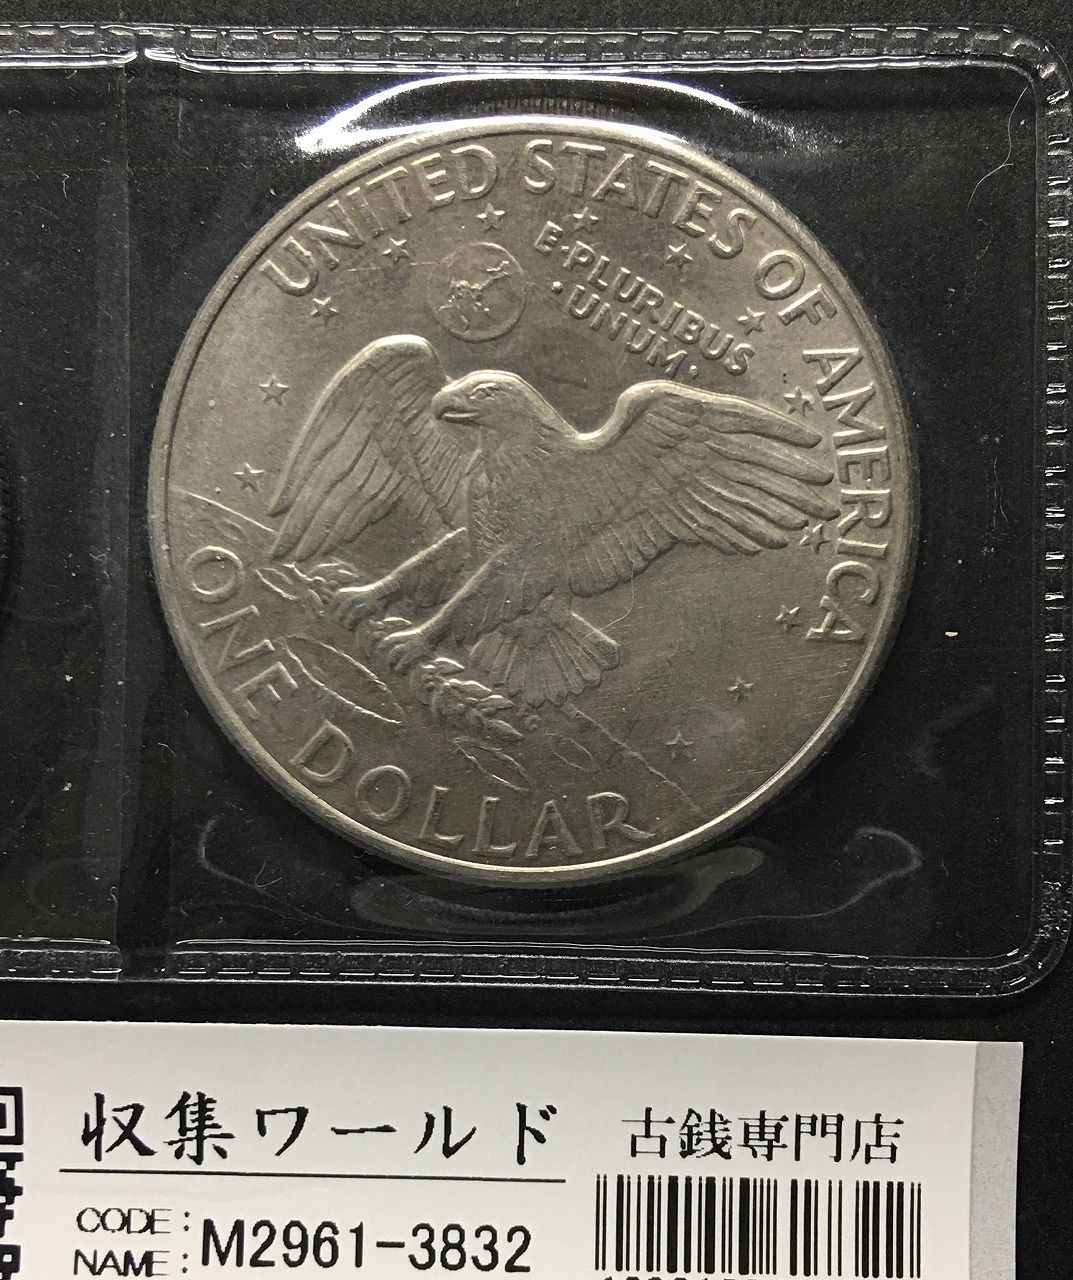 UNITED STATES OF AMERICA
E·PLURIBUS
·UNUM·
ONE DOLLAR
収集ワールド 古銭専門店
CODE:
NAME: M2961-3832